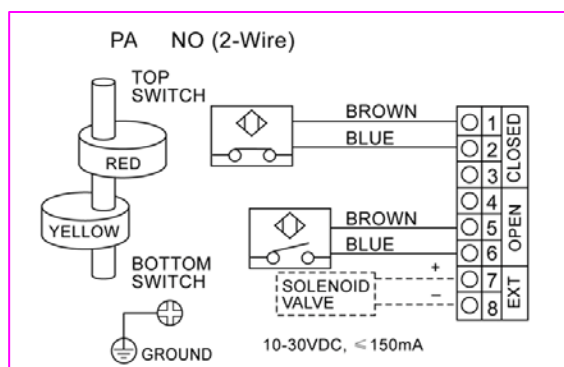 PA NO (2-Wire)
TOP
SWITCH
RED
YELLOW
BOTTOM
SWITCH
GROUND
BROWN
BLUE
BROWN
BLUE
SOLENOID
VALVE
+
−
1
2
3
4
5
6
7
8
CLOSED
OPEN
EXT
10-30VDC, ≤150mA